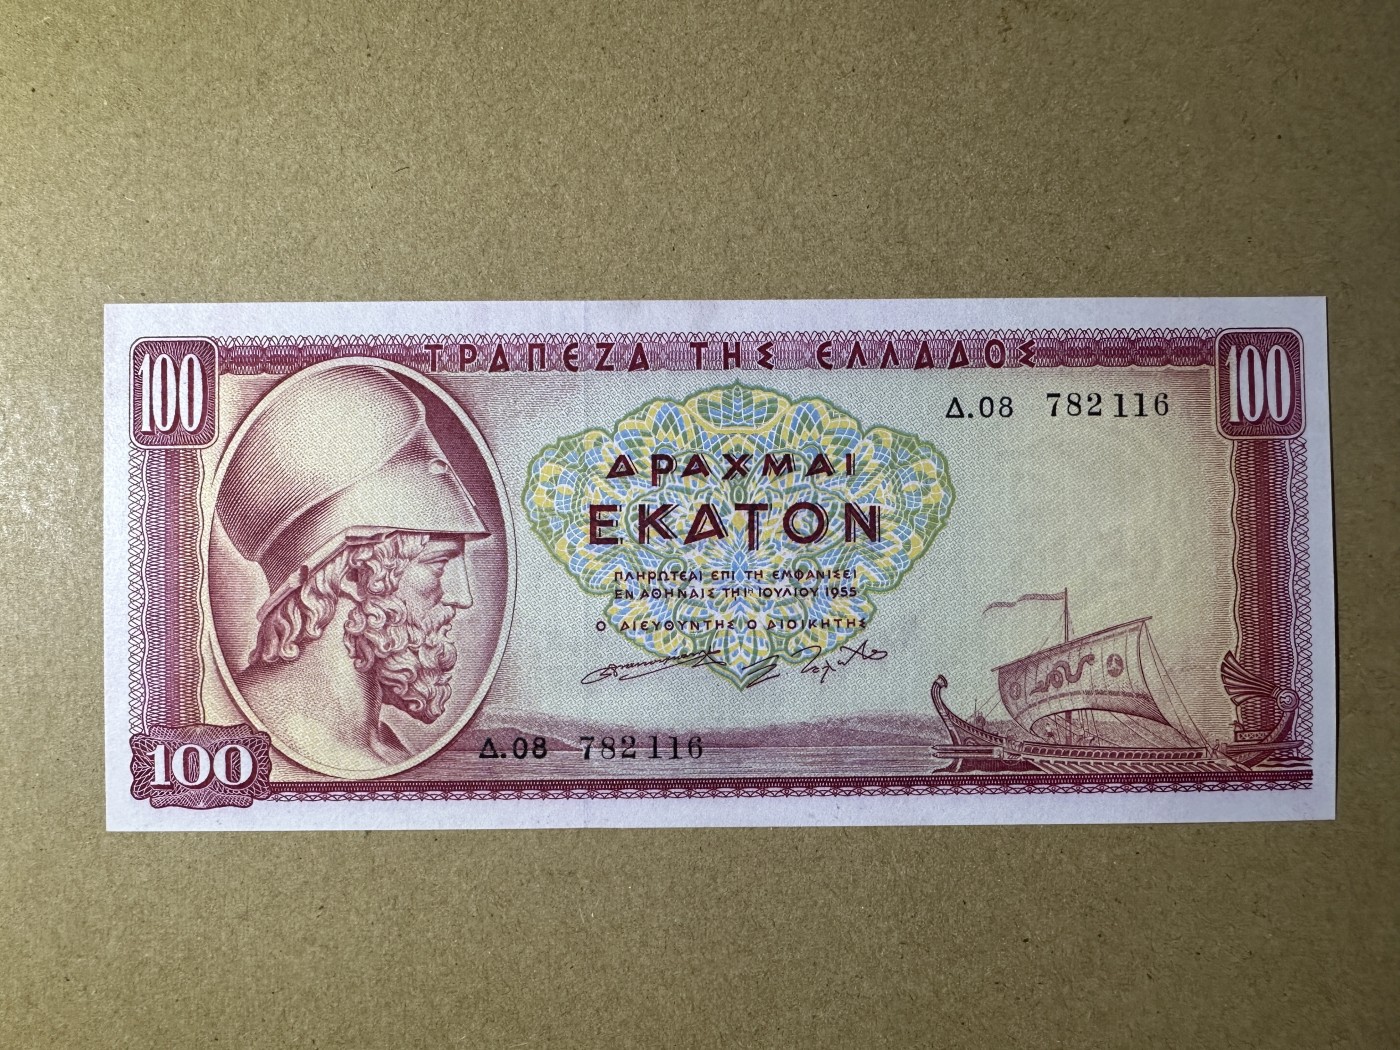 100
ΤΡΑΠΕΖΑ ΤΗΣ ΕΛΛΑΔΟΣ
100
Δ.08 782116
ΔΡΑΧΜΑΙ
ΕΚΑΤΟΝ
ΠΛΗΡΩΤΕΑΙ ΕΠΙ ΤΗ ΕΜΦΑΝΙΣΕΙ
ΕΝ ΑΘΗΝΑΙΣ ΤΗι 1η ΙΟΥΛΙΟΥ 1955
Ο ΔΙΕΥΘΥΝΤΗΣ Ο ΔΙΟΙΚΗΤΗΣ
Δ.08 782116
100